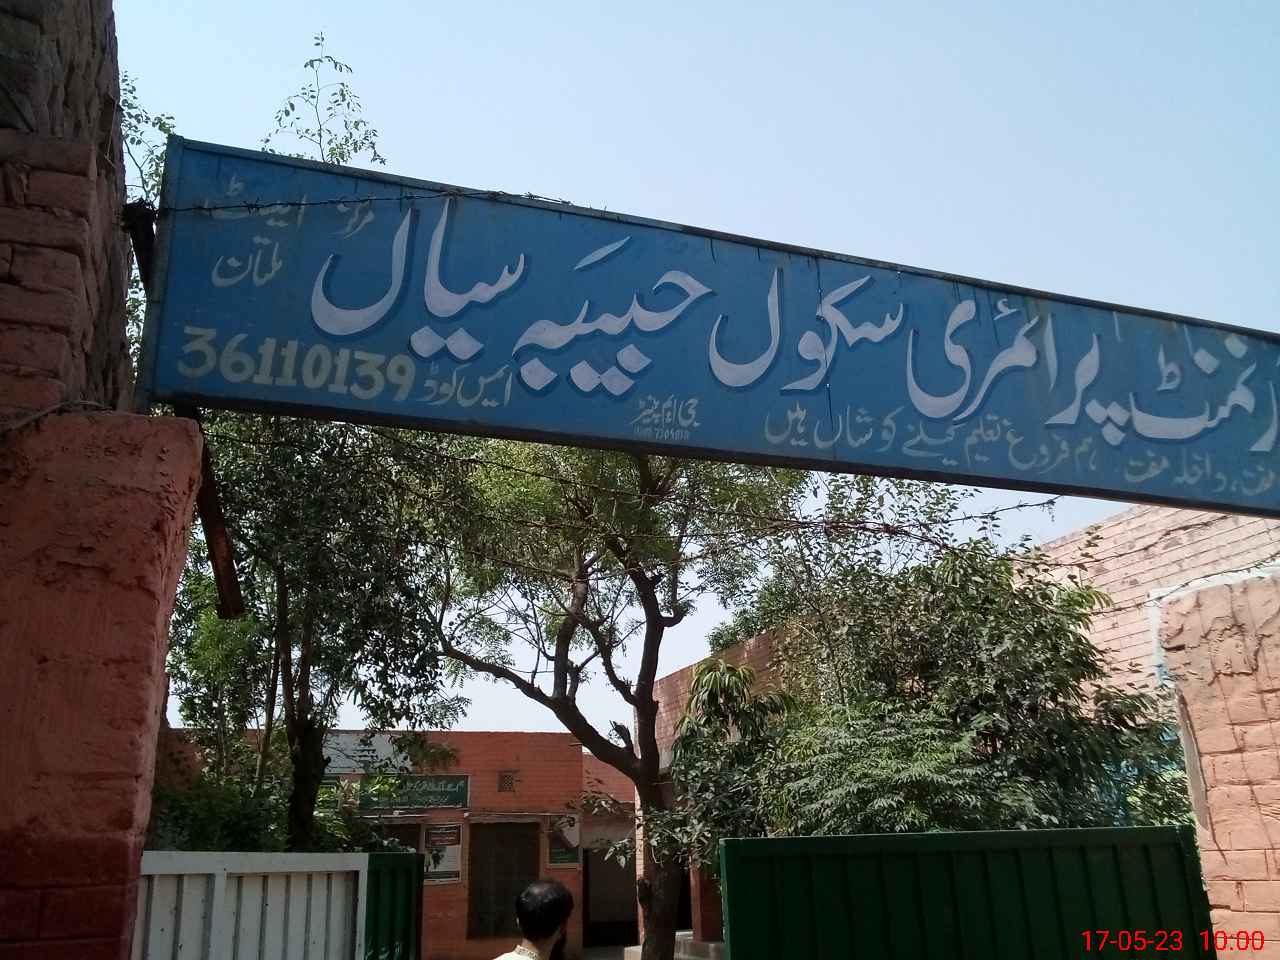 مرکز ایسٹ
ملتان
گورنمنٹ پرائمری سکول حبیبہ سیال
ایس کوڈ 36110139
جی ایم پینٹر
مفت، داخلہ مفت ہم فروغ تعلیم کیلئے کوشاں ہیں
17-05-23 10:00